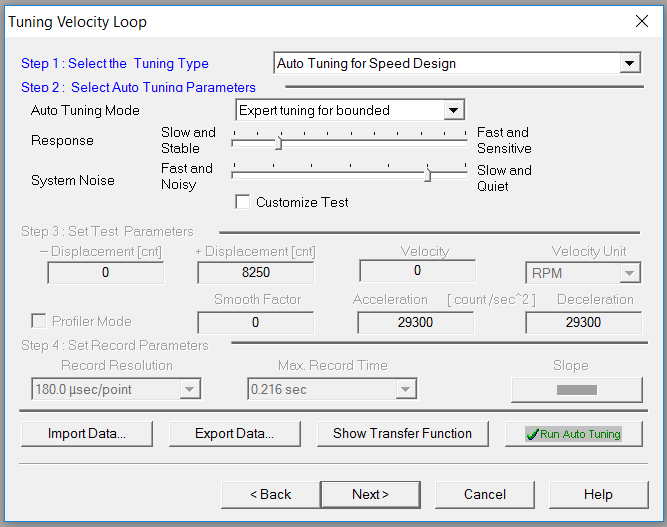 Tuning Velocity Loop
Step 1 : Select the Tuning Type
Auto Tuning for Speed Design
Step 2 : Select Auto Tuning Parameters
Auto Tuning Mode
Expert tuning for bounded
Response
Slow and
Stable
Fast and
Sensitive
System Noise
Fast and
Noisy
Slow and
Quiet
Customize Test
Step 3 : Set Test Parameters
– Displacement [cnt]
+ Displacement [cnt]
Velocity
Velocity Unit
0
8250
0
RPM
Smooth Factor
Acceleration
[ count /sec^2 ]
Deceleration
Profiler Mode
0
29300
29300
Step 4 : Set Record Parameters
Record Resolution
Max. Record Time
Slope
180.0 µsec/point
0.216 sec
Import Data...
Export Data...
Show Transfer Function
Run Auto Tuning
< Back
Next >
Cancel
Help